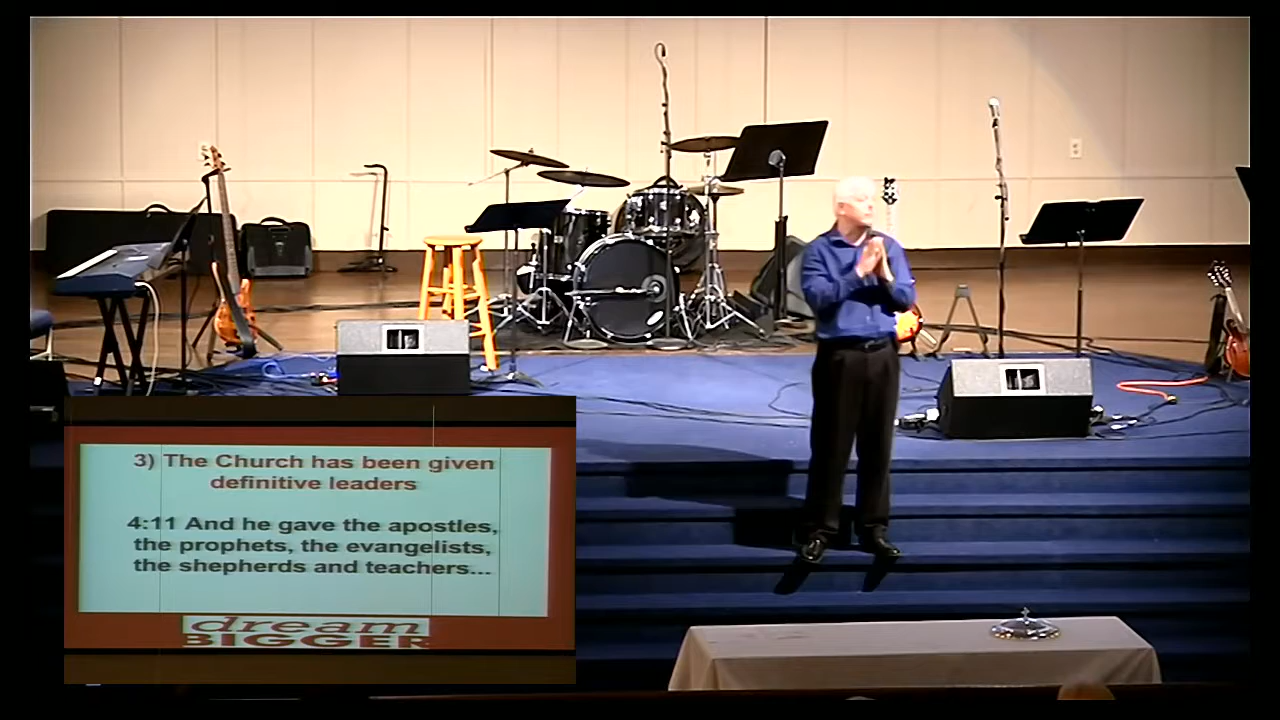 3) The Church has been given
definitive leaders
4:11 And he gave the apostles,
the prophets, the evangelists,
the shepherds and teachers...
dream
BIGGER